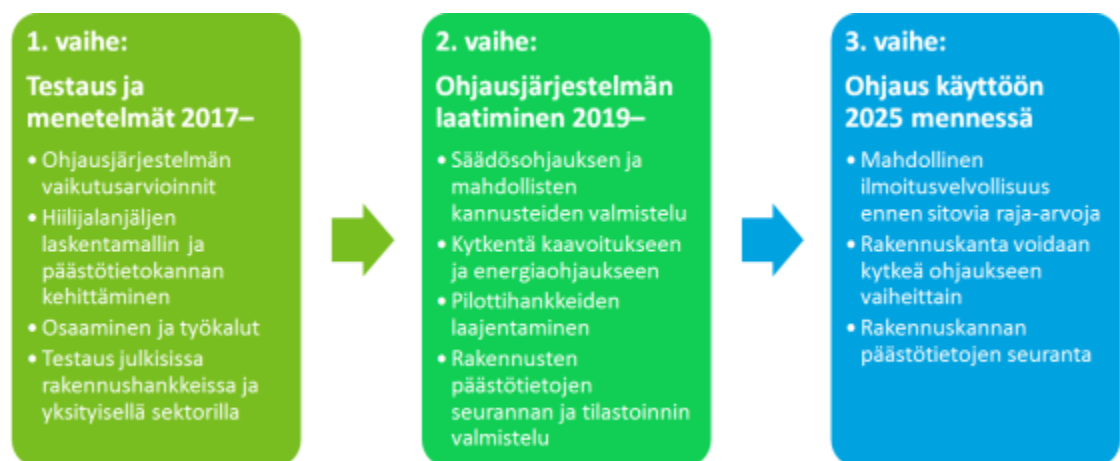 1. vaihe:
Testaus ja
menetelmät 2017–
• Ohjausjärjestelmän
vaikutusarvioinnit
• Hiilijalanjäljen
laskentamallin ja
päästötietokannan
kehittäminen
• Osaaminen ja työkalut
• Testaus julkisissa
rakennushankkeissa ja
yksityisellä sektorilla
2. vaihe:
Ohjausjärjestelmän
laatiminen 2019–
• Säädösohjauksen ja
mahdollisten
kannusteiden valmistelu
• Kytkentä kaavoitukseen
ja energiaohjaukseen
• Pilottihankkeiden
laajentaminen
• Rakennusten
päästötietojen
seurannan ja tilastoinnin
valmistelu
3. vaihe:
Ohjaus käyttöön
2025 mennessä
• Mahdollinen
ilmoitusvelvollisuus
ennen sitovia raja-arvoja
• Rakennuskanta voidaan
kytkeä ohjaukseen
vaiheittain
• Rakennuskannan
päästötietojen seuranta